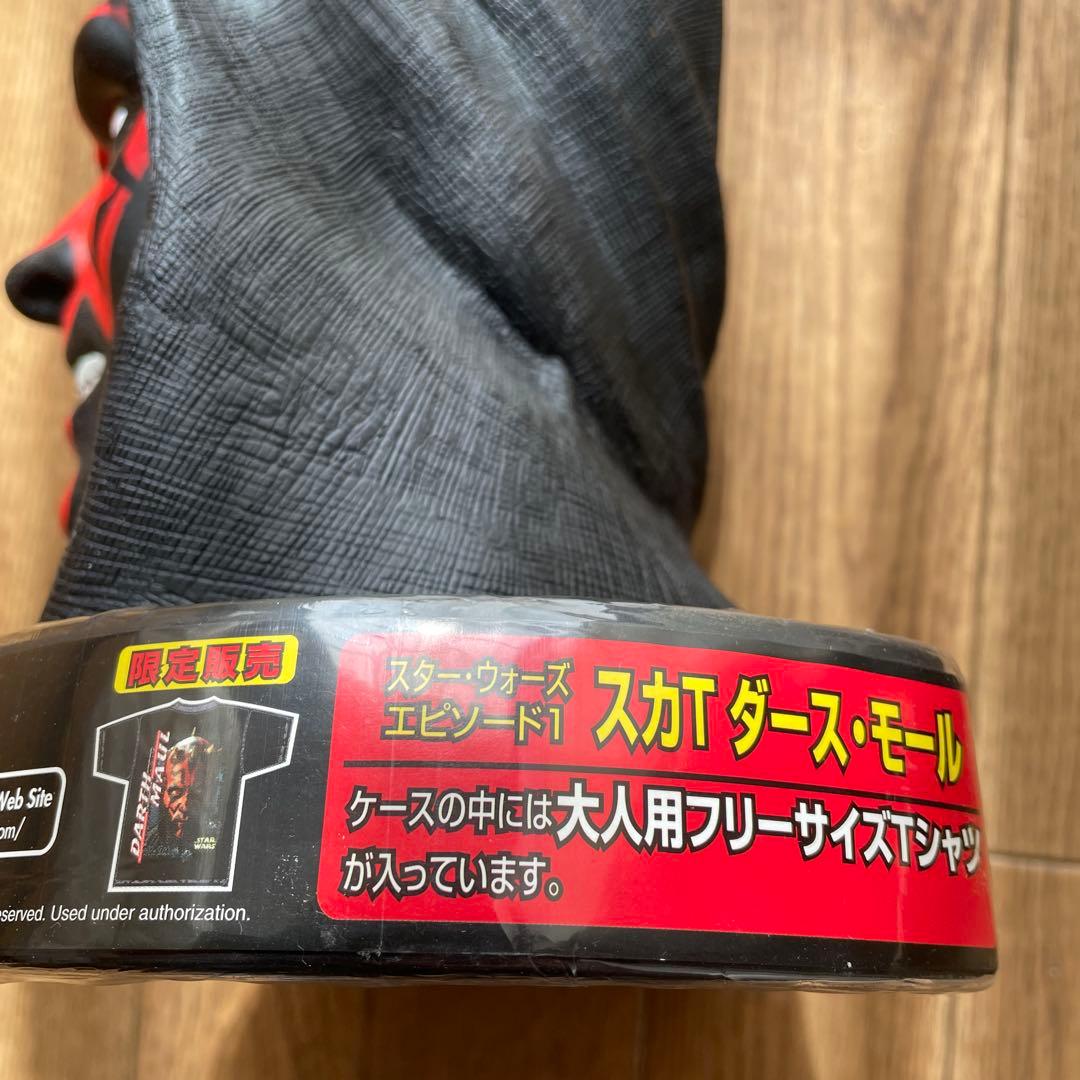 限定販売
DARTH MAUL
STAR WARS
Web Site
om/
eserved. Used under authorization.
スター・ウォーズ
エピソード1
スカT ダース・モール
ケースの中には大人用フリーサイズTシャツ
が入っています。